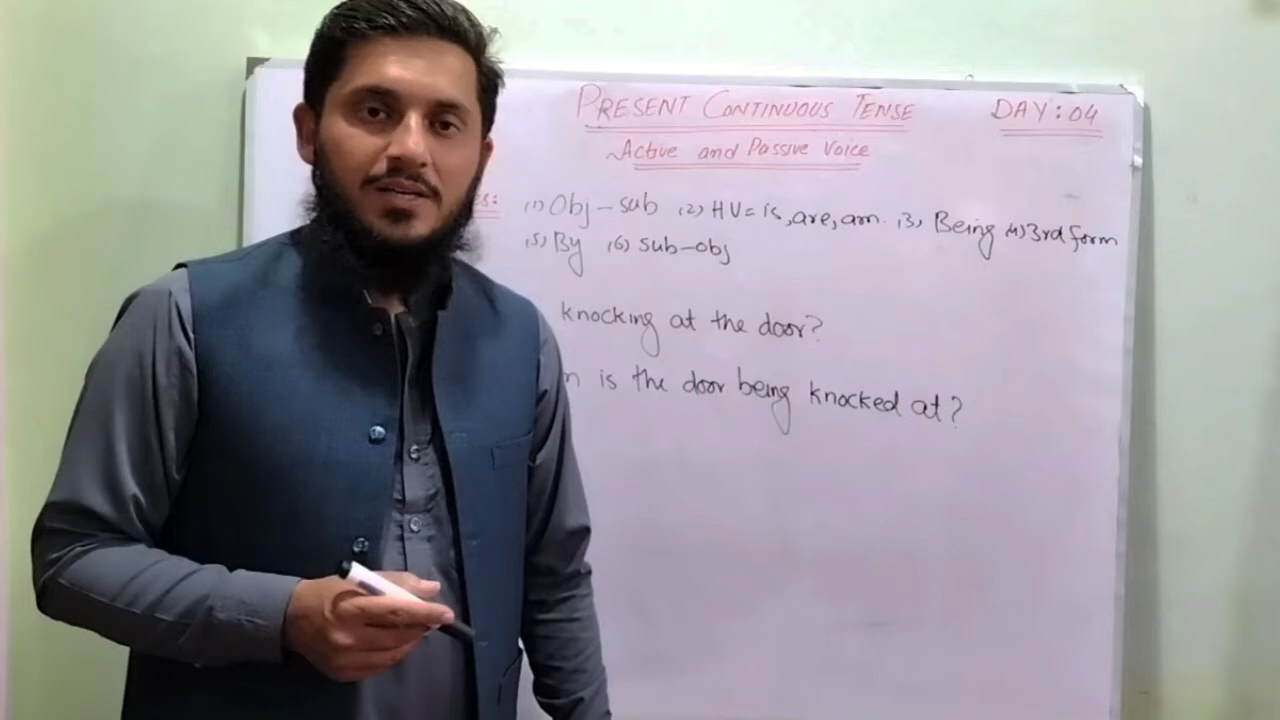 PRESENT CONTINUOUS TENSE DAY: 04
Active and Passive Voice
es: (1) Obj – sub (2) HV = is, are, am. (3) Being (4) 3rd form
(5) By (6) Sub – obj
knocking at the door?
m is the door being knocked at?